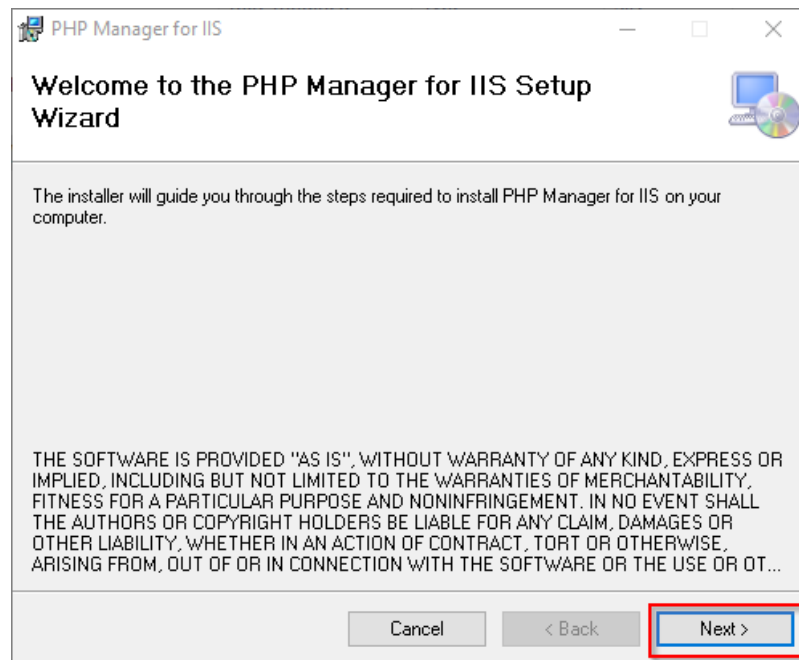 PHP Manager for IIS
Welcome to the PHP Manager for IIS Setup
Wizard
The installer will guide you through the steps required to install PHP Manager for IIS on your
computer.
THE SOFTWARE IS PROVIDED "AS IS", WITHOUT WARRANTY OF ANY KIND, EXPRESS OR
IMPLIED, INCLUDING BUT NOT LIMITED TO THE WARRANTIES OF MERCHANTABILITY,
FITNESS FOR A PARTICULAR PURPOSE AND NONINFRINGEMENT. IN NO EVENT SHALL
THE AUTHORS OR COPYRIGHT HOLDERS BE LIABLE FOR ANY CLAIM, DAMAGES OR
OTHER LIABILITY, WHETHER IN AN ACTION OF CONTRACT, TORT OR OTHERWISE,
ARISING FROM, OUT OF OR IN CONNECTION WITH THE SOFTWARE OR THE USE OR OT...
Cancel < Back Next >